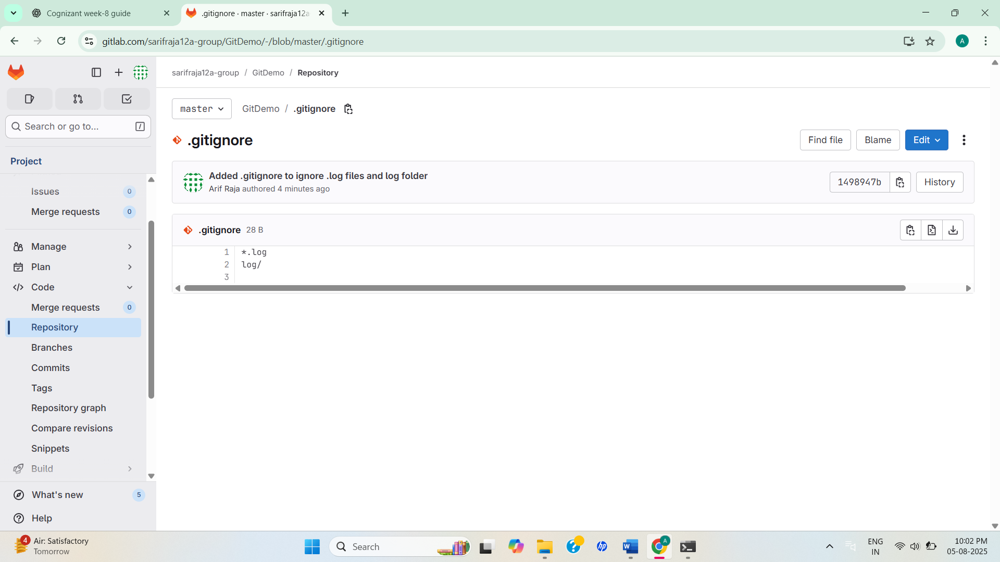 Cognizant week-8 guide
.gitignore · master · sarifraja12a
gitlab.com/sarifraja12a-group/GitDemo/-/blob/master/.gitignore
A
sarifraja12a-group / GitDemo / Repository
Search or go to...
/
master
GitDemo / .gitignore
.gitignore
Find file
Blame
Edit
Project
Added .gitignore to ignore .log files and log folder
Arif Raja authored 4 minutes ago
1498947b
History
Issues 0
Merge requests 0
.gitignore 28 B
1 *.log
2 log/
3
Manage
Plan
Code
Merge requests 0
Repository
Branches
Commits
Tags
Repository graph
Compare revisions
Snippets
Build
What's new 5
Help
4
Air: Satisfactory
Tomorrow
Search
hp
W
A
ENG
IN
10:02 PM
05-08-2025